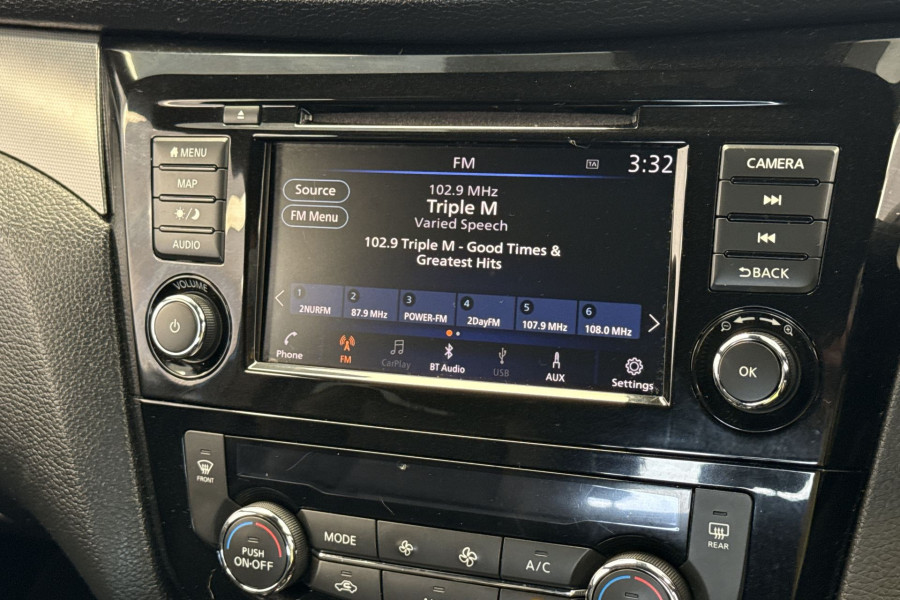 FM
TA
3:32
MENU
MAP
AUDIO
VOLUME
Source
FM Menu
102.9 MHz
Triple M
Varied Speech
102.9 Triple M - Good Times &
Greatest Hits
1 2NURFM
2 87.9 MHz
3 POWER-FM
4 2DayFM
5 107.9 MHz
6 108.0 MHz
Phone
FM
CarPlay
BT Audio
USB
AUX
Settings
CAMERA
BACK
OK
FRONT
PUSH
ON-OFF
MODE
A/C
REAR